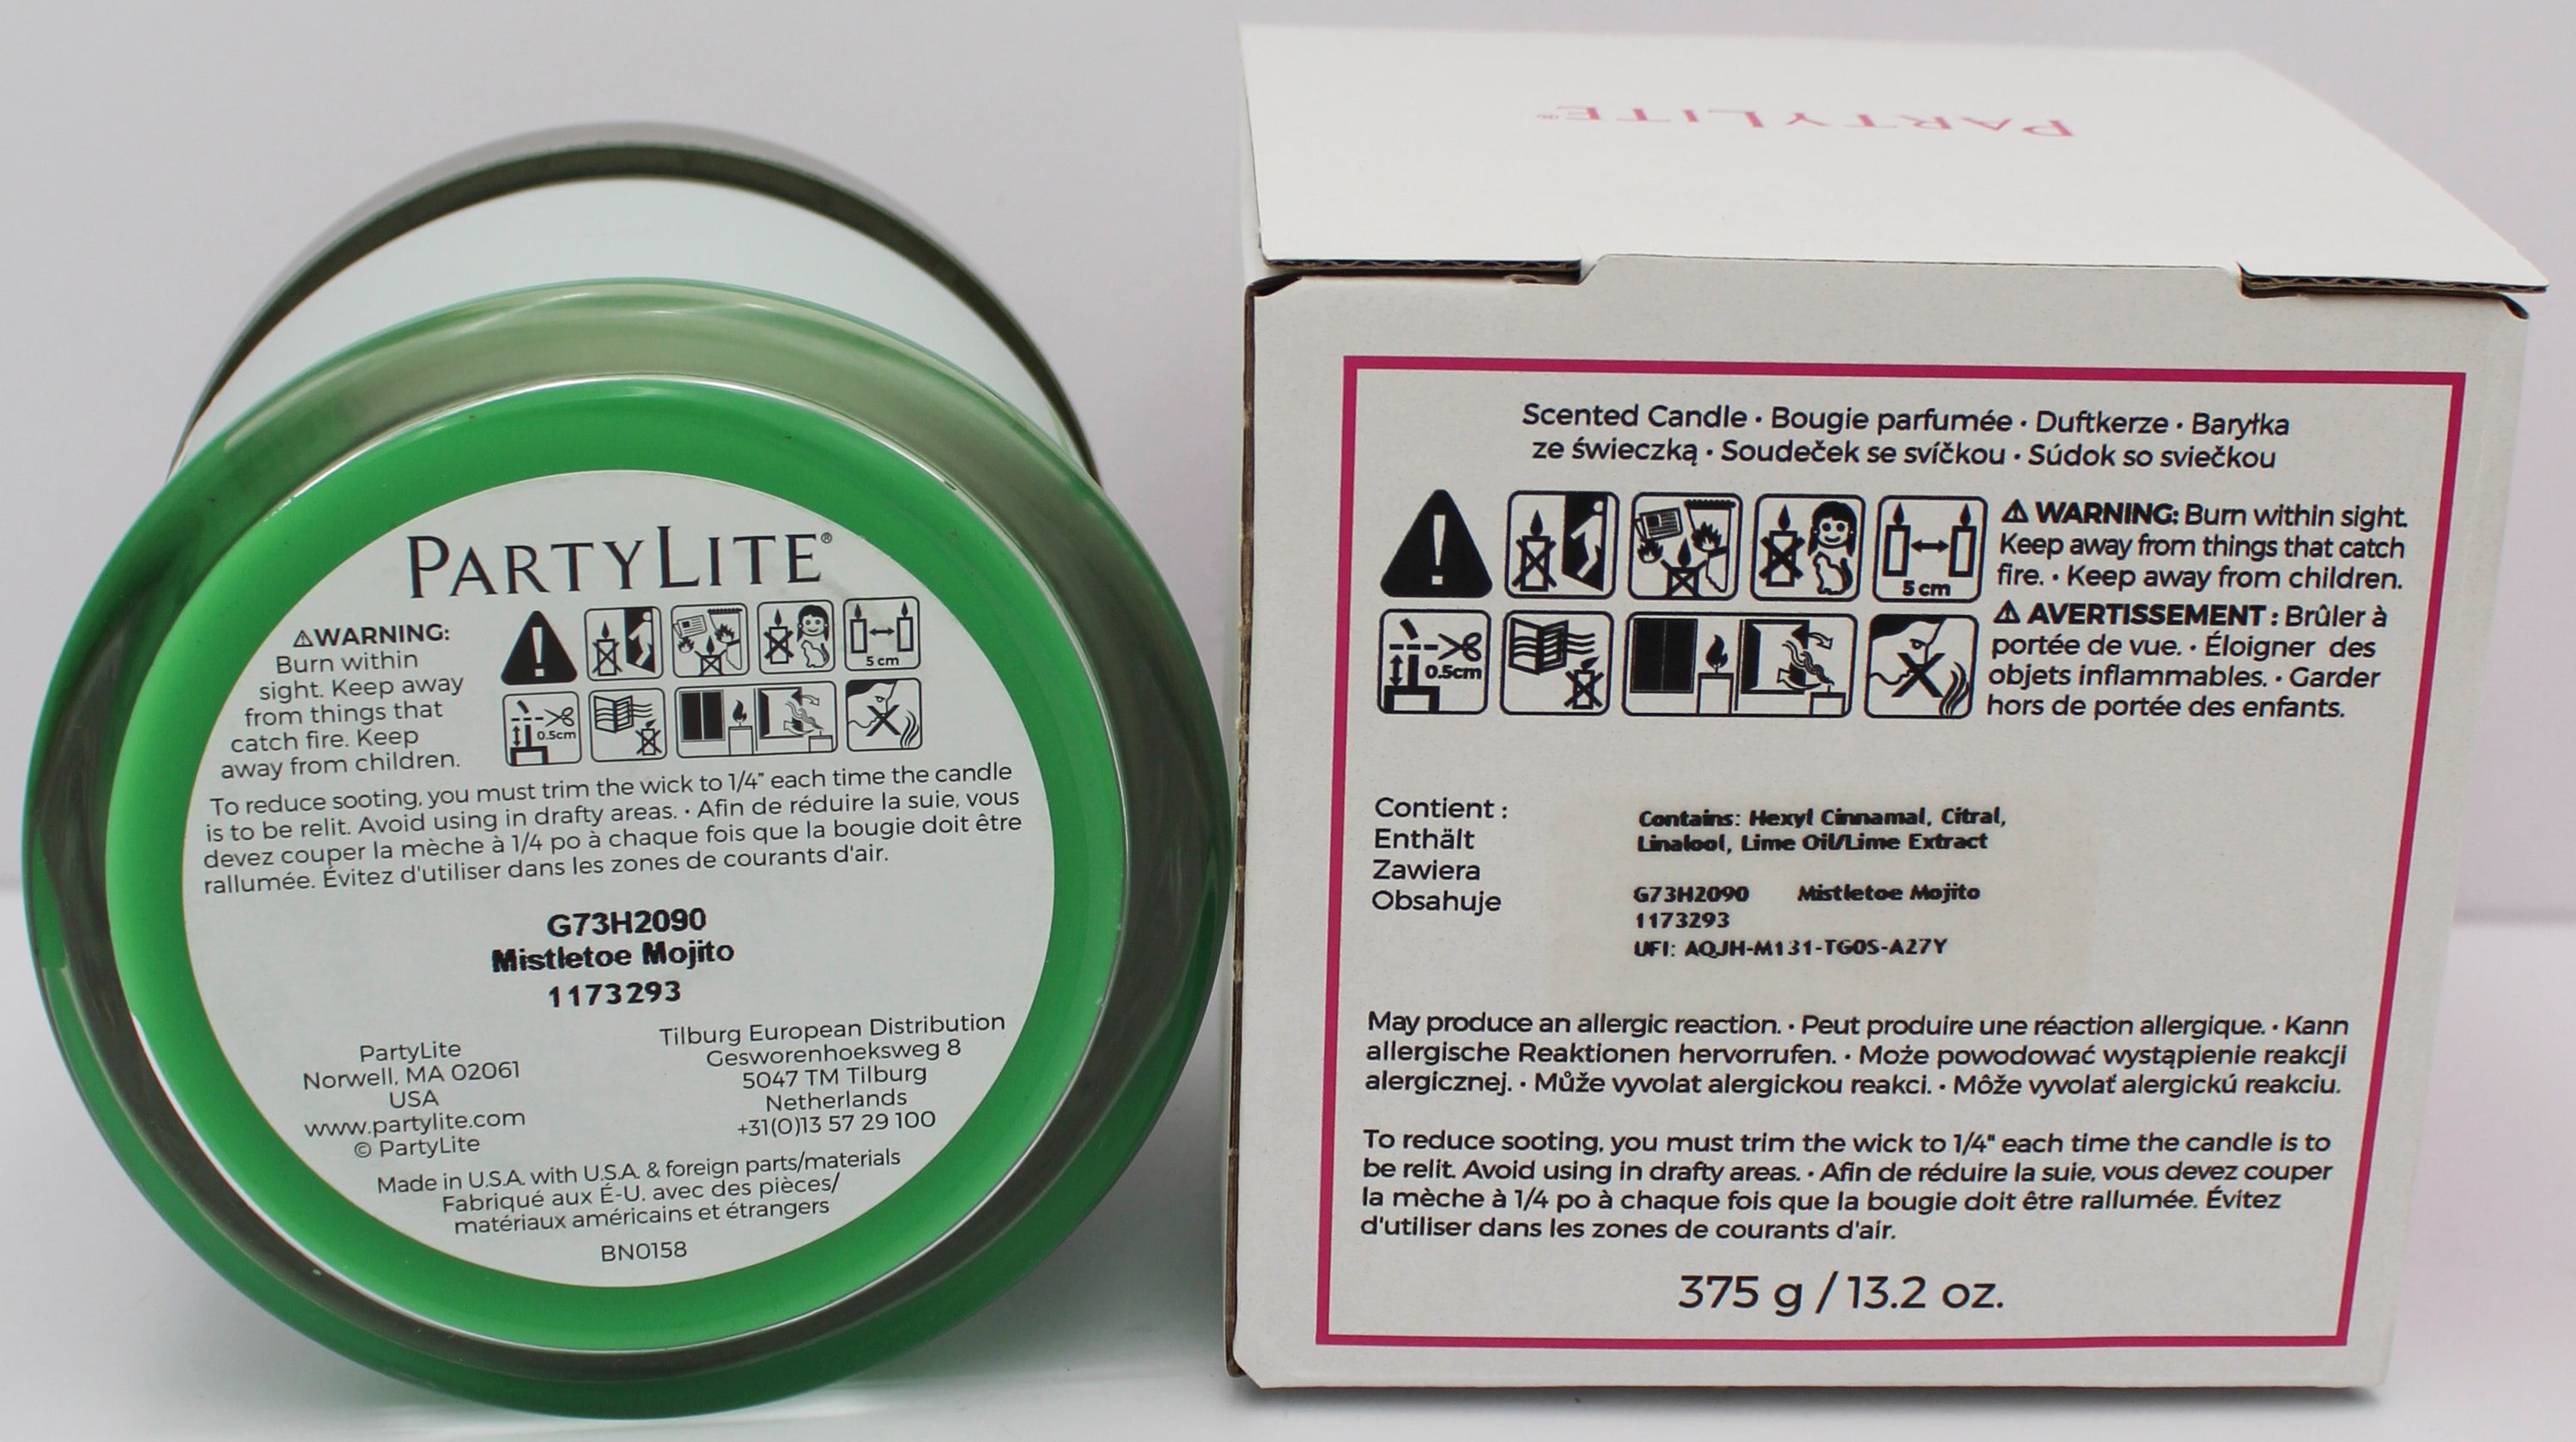 PARTYLITE®
⚠WARNING:
Burn within
sight. Keep away
from things that
catch fire. Keep
away from children.
5 cm
0.5cm
To reduce sooting, you must trim the wick to 1/4" each time the candle
is to be relit. Avoid using in drafty areas. · Afin de réduire la suie, vous
devez couper la mèche à 1/4 po à chaque fois que la bougie doit être
rallumée. Évitez d'utiliser dans les zones de courants d'air.
G73H2090
Mistletoe Mojito
1173293
PartyLite
Norwell, MA 02061
USA
www.partylite.com
© PartyLite
Tilburg European Distribution
Gesworenhoeksweg 8
5047 TM Tilburg
Netherlands
+31(0)13 57 29 100
Made in U.S.A. with U.S.A. & foreign parts/materials
Fabriqué aux É-U. avec des pièces/
matériaux américains et étrangers
BN0158
PARTYLITE®
Scented Candle · Bougie parfumée · Duftkerze · Baryłka
ze świeczką · Soudeček se svíčkou · Súdok so sviečkou
5 cm
0.5cm
⚠ WARNING: Burn within sight.
Keep away from things that catch
fire. · Keep away from children.
⚠ AVERTISSEMENT : Brûler à
portée de vue. · Éloigner des
objets inflammables. · Garder
hors de portée des enfants.
Contient :
Enthält
Zawiera
Obsahuje
Contains: Hexyl Cinnamal, Citral,
Linalool, Lime Oil/Lime Extract
G73H2090 Mistletoe Mojito
1173293
UFI: AQJH-M131-TG0S-A27Y
May produce an allergic reaction. · Peut produire une réaction allergique. · Kann
allergische Reaktionen hervorrufen. · Może powodować wystąpienie reakcji
alergicznej. · Může vyvolat alergickou reakci. · Môže vyvolať alergickú reakciu.
To reduce sooting, you must trim the wick to 1/4" each time the candle is to
be relit. Avoid using in drafty areas. · Afin de réduire la suie, vous devez couper
la mèche à 1/4 po à chaque fois que la bougie doit être rallumée. Évitez
d'utiliser dans les zones de courants d'air.
375 g / 13.2 oz.